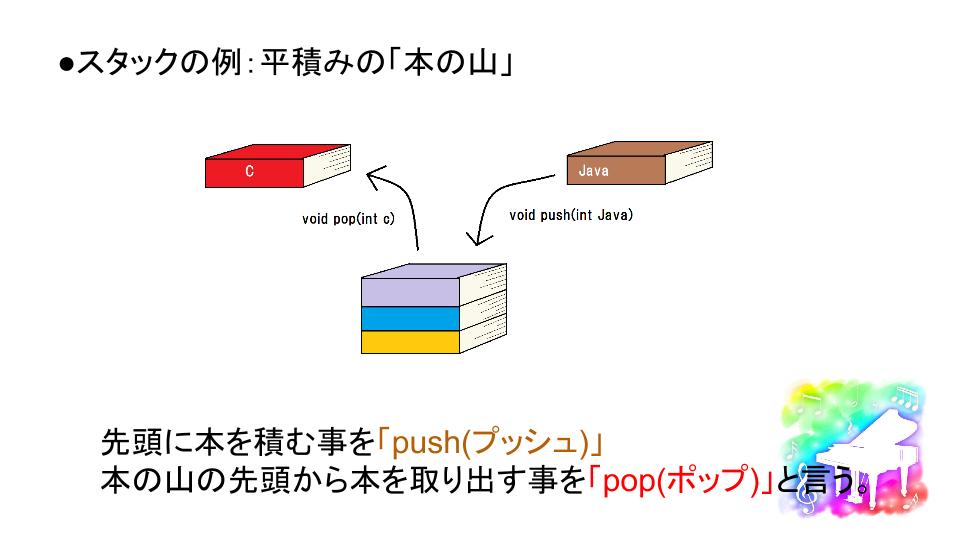 ●スタックの例：平積みの「本の山」
C
Java
void pop(int c)
void push(int Java)
先頭に本を積む事を「push(プッシュ)」
本の山の先頭から本を取り出す事を「pop(ポップ)」と言う。